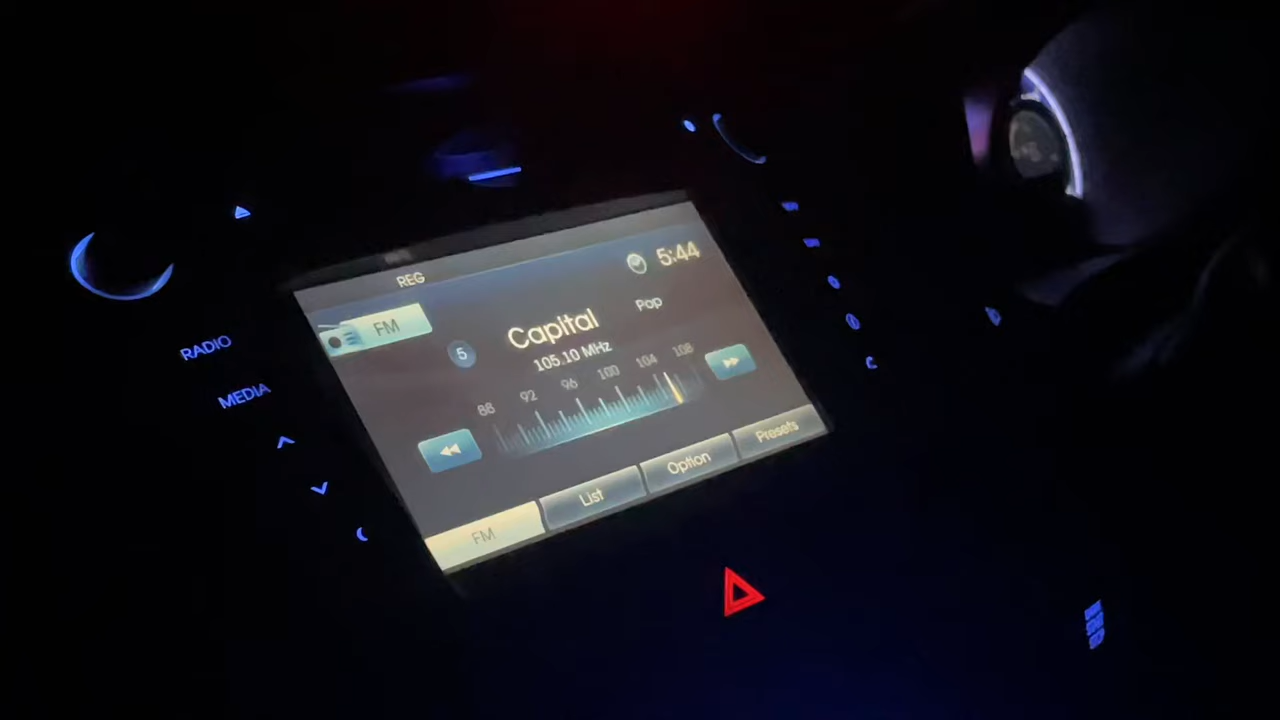 REG
5:44
FM
Capital
Pop
5
105.10 MHz
88 92 96 100 104 108
RADIO
MEDIA
FM
List
Option
Presets